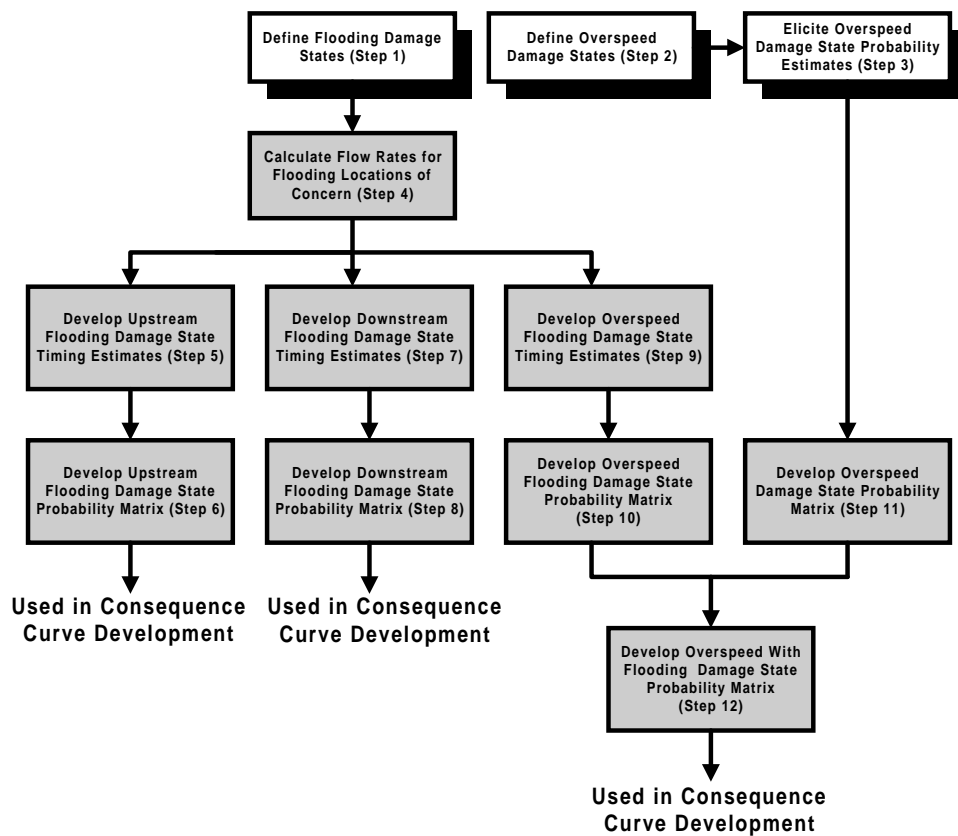 Define Flooding Damage
States (Step 1)
Define Overspeed
Damage States (Step 2)
Elicite Overspeed
Damage State Probability
Estimates (Step 3)
Calculate Flow Rates for
Flooding Locations of
Concern (Step 4)
Develop Upstream
Flooding Damage State
Timing Estimates (Step 5)
Develop Downstream
Flooding Damage State
Timing Estimates (Step 7)
Develop Overspeed
Flooding Damage State
Timing Estimates (Step 9)
Develop Upstream
Flooding Damage State
Probability Matrix (Step 6)
Develop Downstream
Flooding Damage State
Probability Matrix (Step 8)
Develop Overspeed
Flooding Damage State
Probability Matrix
(Step 10)
Develop Overspeed
Damage State Probability
Matrix (Step 11)
Used in Consequence
Curve Development
Used in Consequence
Curve Development
Develop Overspeed With
Flooding Damage State
Probability Matrix
(Step 12)
Used in Consequence
Curve Development